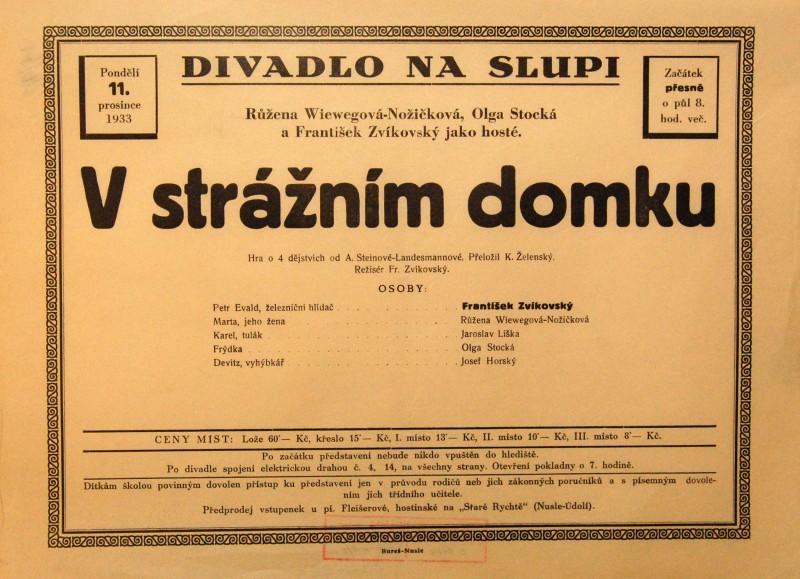 Pondělí
11.
prosince
1933
DIVADLO NA SLUPI
Začátek
přesně
o půl 8.
hod. več.
Růžena Wiewegová-Nožičková, Olga Stocká
a František Zvíkovský jako hosté.
V strážním domku
Hra o 4 dějstvích od A. Steinové-Landesmannové. Přeložil K. Želenský.
Režisér Fr. Zvíkovský.
OSOBY:
Petr Evald, železniční hlídač . . . . . . . . . . František Zvíkovský
Marta, jeho žena . . . . . . . . . . Růžena Wiewegová-Nožičková
Karel, tulák . . . . . . . . . . Jaroslav Liška
Frýdka . . . . . . . . . . Olga Stocká
Devitz, vyhýbkář . . . . . . . . . . Josef Horský
CENY MÍST: Lože 60'— Kč, křeslo 15'— Kč, I. místo 13'— Kč, II. místo 10'— Kč, III. místo 8'— Kč.
Po začátku představení nebude nikdo vpuštěn do hlediště.
Po divadle spojení elektrickou drahou č. 4, 14, na všechny strany. Otevření pokladny o 7. hodině.
Dítkám školou povinným dovolen přístup ku představení jen v průvodu rodičů neb jich zákonných poručníků a s písemným dovolením
ním jich třídního učitele.
Předprodej vstupenek u pí. Fleišerové, hostinské na „Staré Rychtě“ (Nusle-Údolí).
Bureš-Nusle